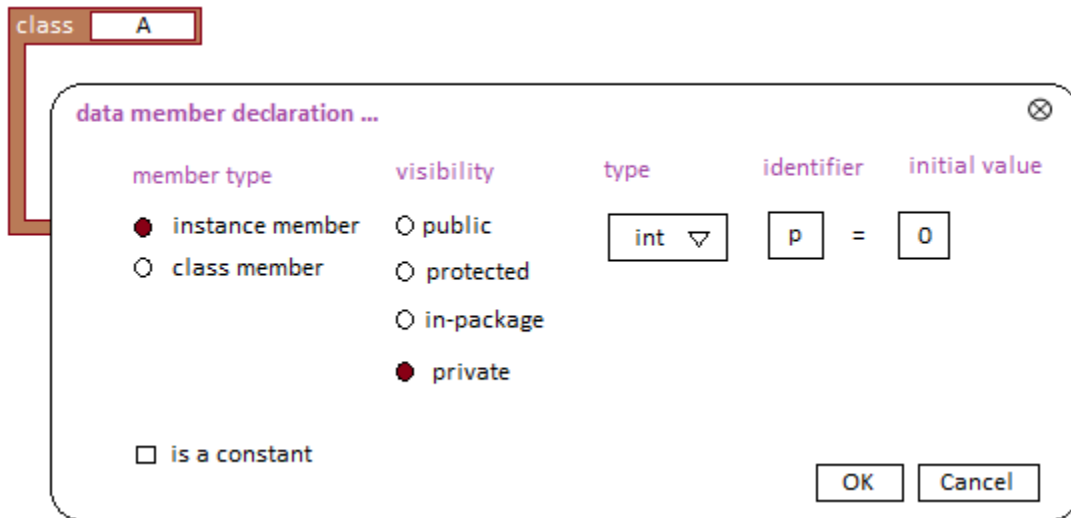 class A
data member declaration ...
member type visibility type identifier initial value
instance member public int p = 0
class member protected
in-package
private
is a constant
OK Cancel